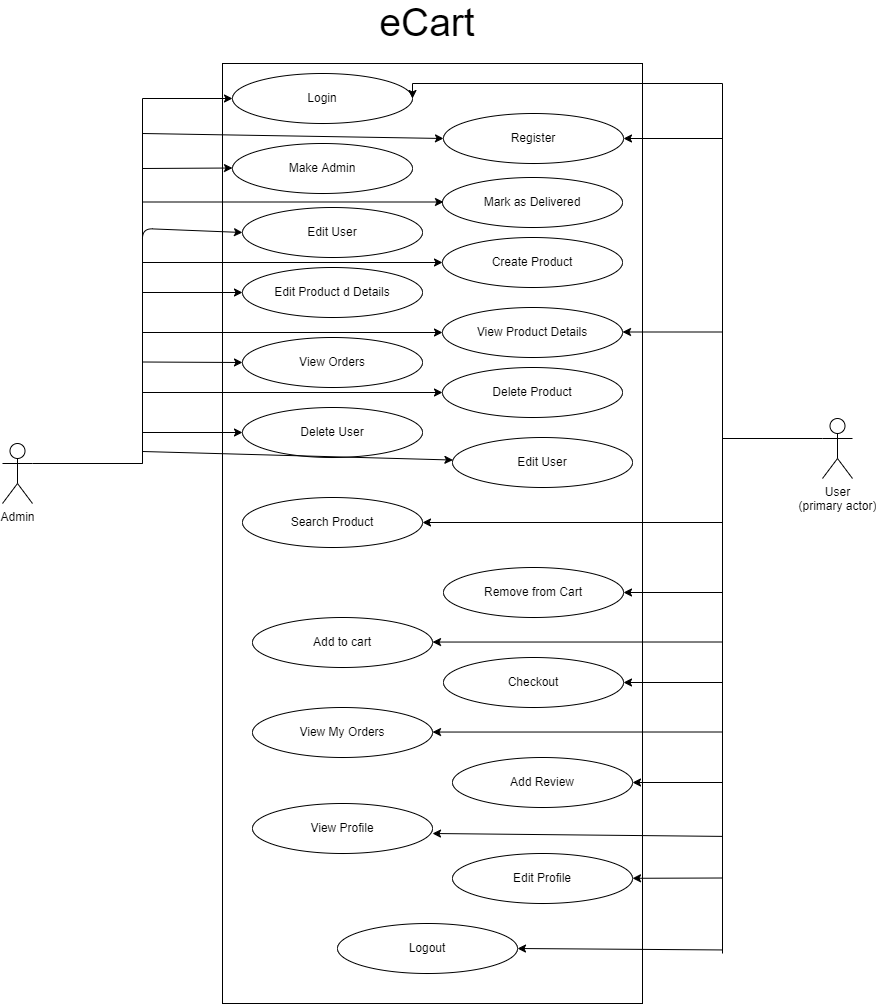 eCart
Login
Register
Make Admin
Mark as Delivered
Edit User
Create Product
Edit Product d Details
View Product Details
View Orders
Delete Product
Delete User
Edit User
Admin
User
(primary actor)
Search Product
Remove from Cart
Add to cart
Checkout
View My Orders
Add Review
View Profile
Edit Profile
Logout